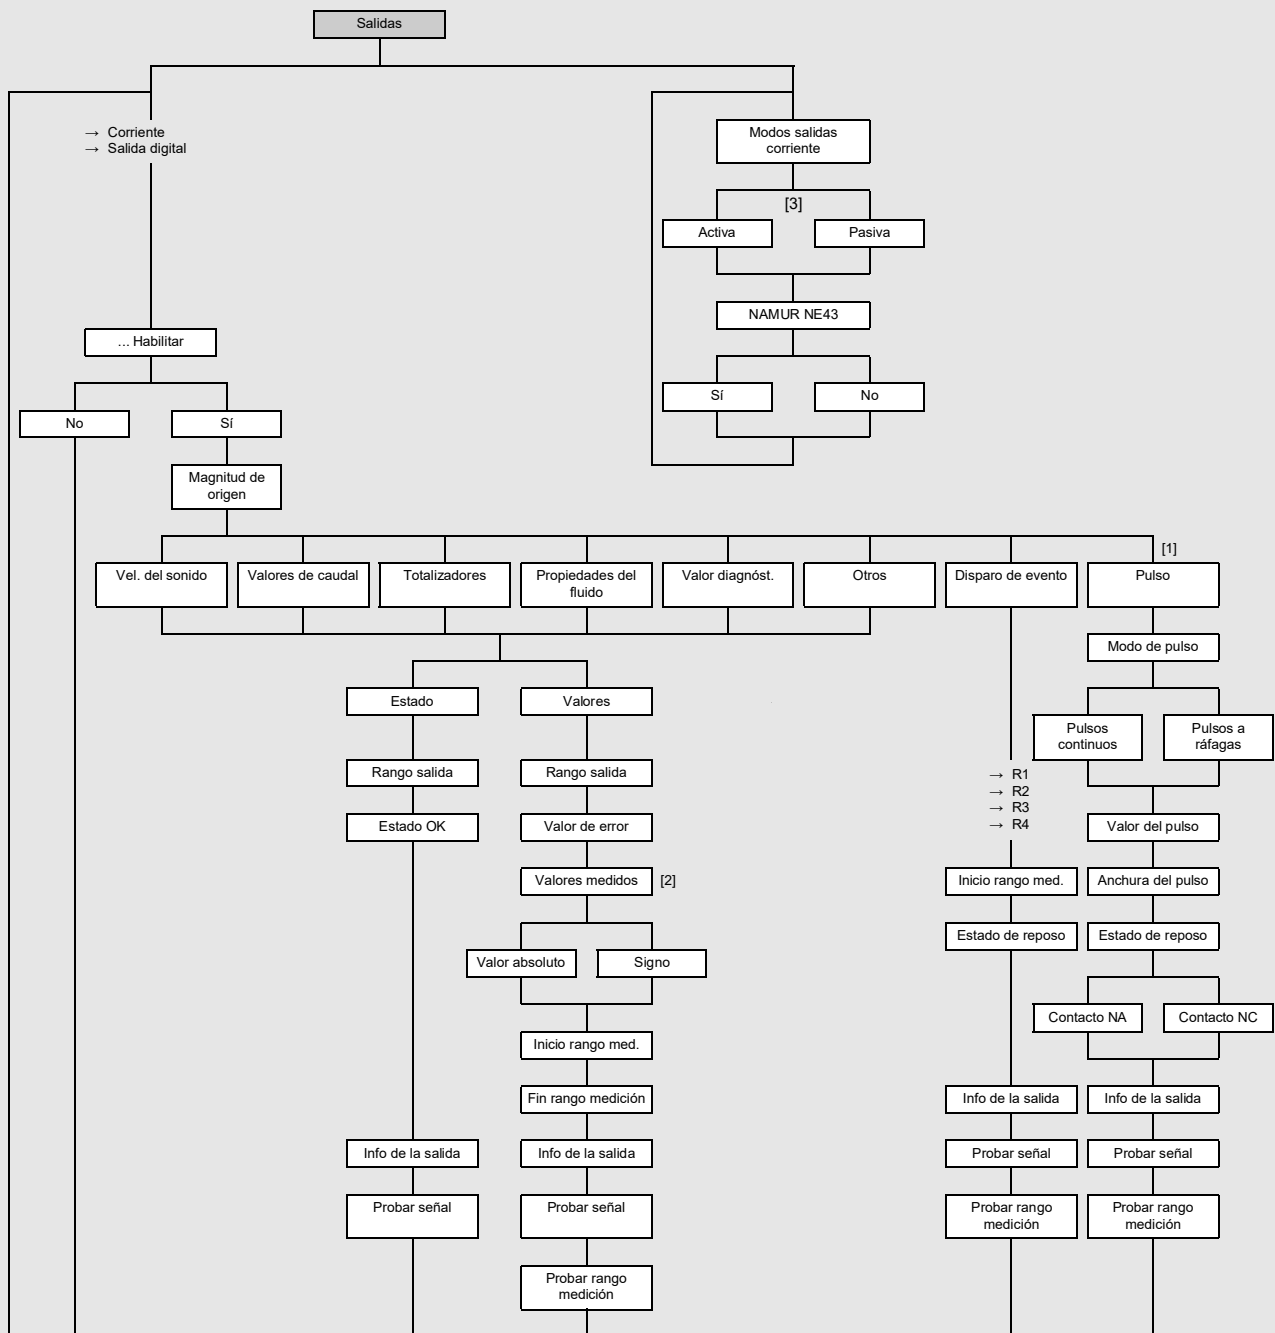 Salidas
→ Corriente
→ Salida digital
Modos salidas
corriente
[3]
Activa
Pasiva
NAMUR NE43
... Habilitar
Sí
No
No
Sí
Magnitud de
origen
[1]
Vel. del sonido
Valores de caudal
Totalizadores
Propiedades del
fluido
Valor diagnóst.
Otros
Disparo de evento
Pulso
Modo de pulso
Estado
Valores
Pulsos
continuos
Pulsos a
ráfagas
Rango salida
Rango salida
→ R1
→ R2
→ R3
→ R4
Estado OK
Valor de error
Valor del pulso
Valores medidos
[2]
Inicio rango med.
Anchura del pulso
Estado de reposo
Estado de reposo
Valor absoluto
Signo
Contacto NA
Contacto NC
Inicio rango med.
Fin rango medición
Info de la salida
Info de la salida
Info de la salida
Info de la salida
Probar señal
Probar señal
Probar señal
Probar señal
Probar rango
medición
Probar rango
medición
Probar rango
medición